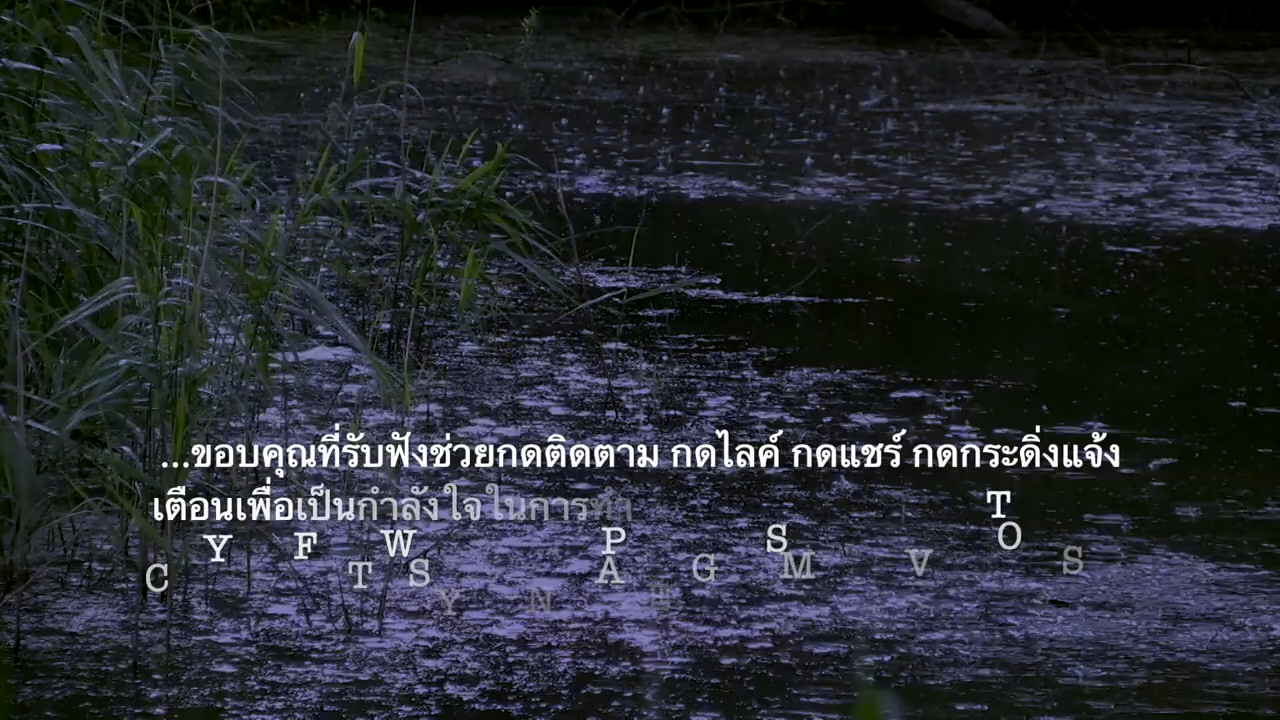 ...ขอบคุณที่รับฟังช่วยกดติดตาม กดไลค์ กดแชร์ กดกระดิ่งแจ้ง
เตือนเพื่อเป็นกำลังใจในการทำ
T
Y F W P S O
C T S A G M V S
Y N E